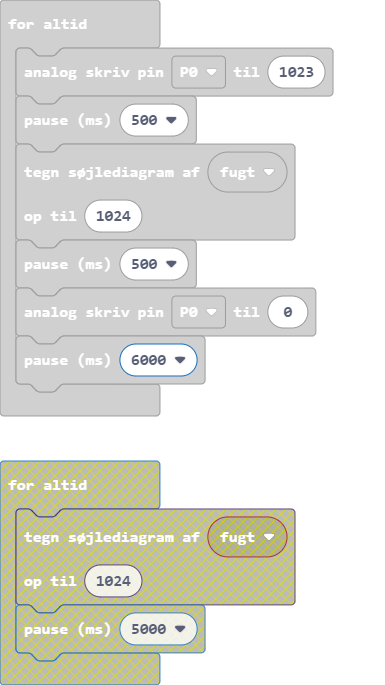 for altid
analog skriv pin P0 til 1023
pause (ms) 500
tegn søjlediagram af fugt
op til 1024
pause (ms) 500
analog skriv pin P0 til 0
pause (ms) 6000
for altid
tegn søjlediagram af fugt
op til 1024
pause (ms) 5000